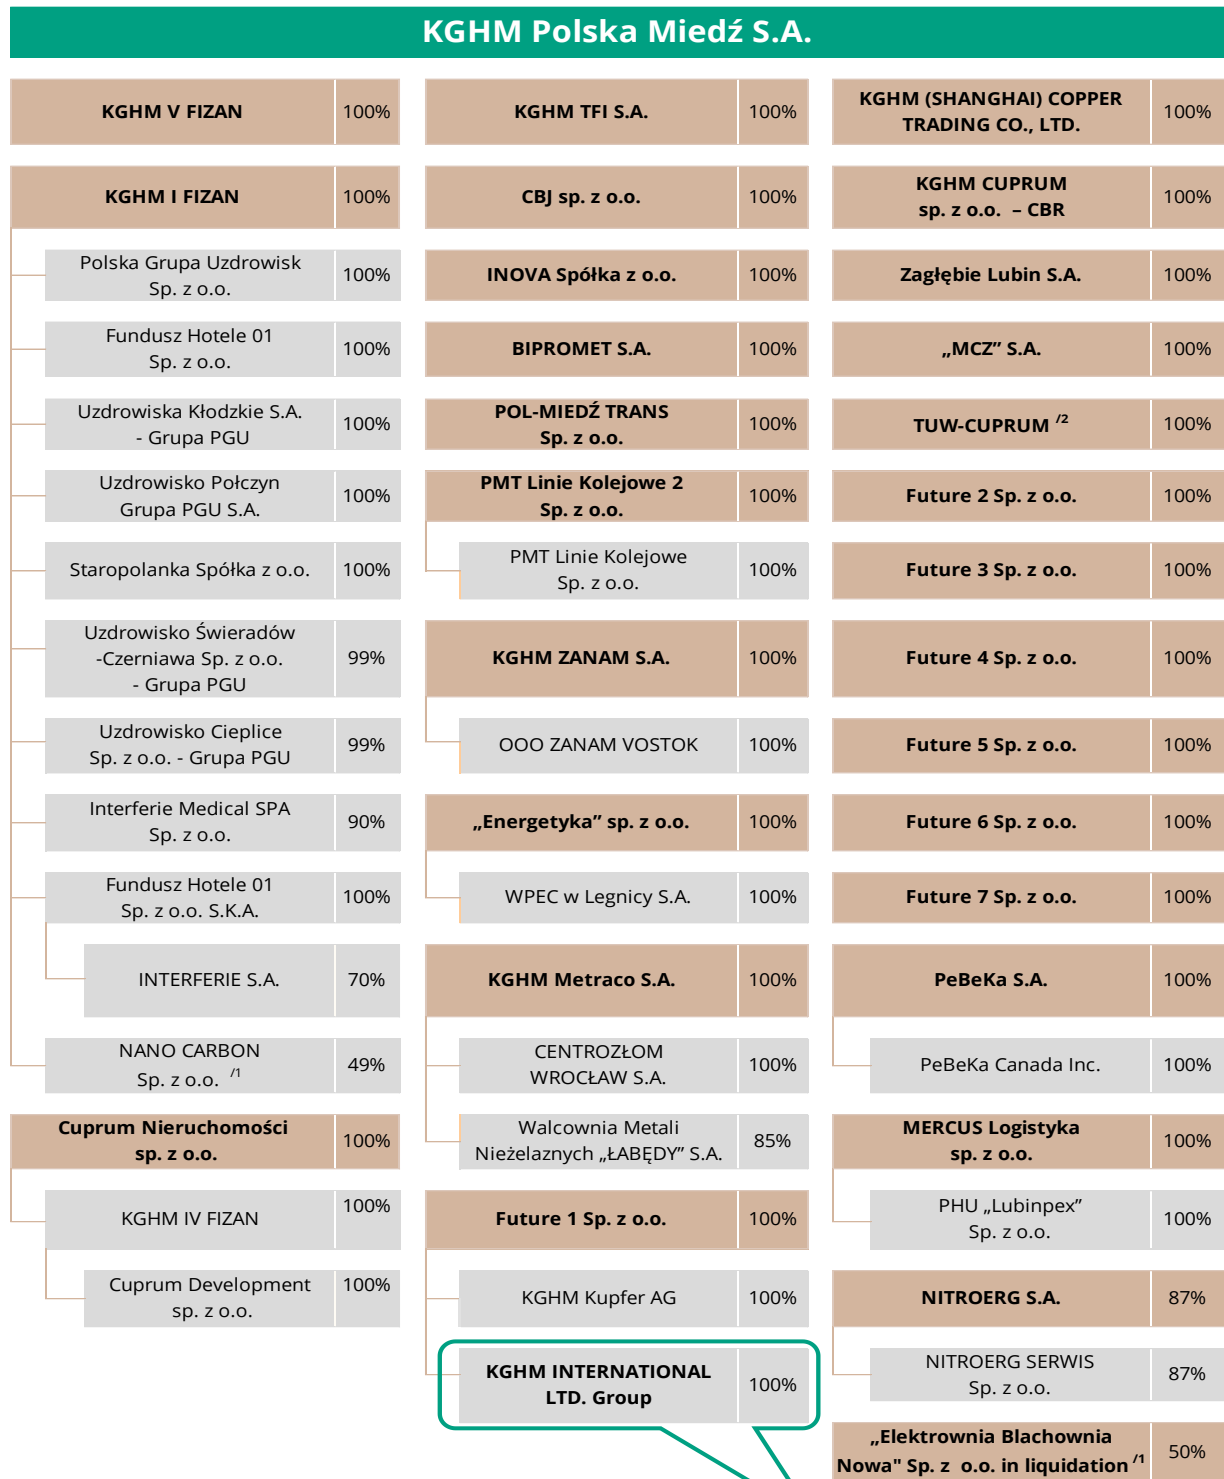 KGHM Polska Miedź S.A.
KGHM V FIZAN 100%
KGHM I FIZAN 100%
Polska Grupa Uzdrowisk
Sp. z o.o. 100%
Fundusz Hotele 01
Sp. z o.o. 100%
Uzdrowiska Kłodzkie S.A.
- Grupa PGU 100%
Uzdrowisko Połczyn
Grupa PGU S.A. 100%
Staropolanka Spółka z o.o. 100%
Uzdrowisko Świeradów
-Czerniawa Sp. z o.o.
- Grupa PGU 99%
Uzdrowisko Cieplice
Sp. z o.o. - Grupa PGU 99%
Interferie Medical SPA
Sp. z o.o. 90%
Fundusz Hotele 01
Sp. z o.o. S.K.A. 100%
INTERFERIE S.A. 70%
NANO CARBON
Sp. z o.o. /1 49%
Cuprum Nieruchomości
sp. z o.o. 100%
KGHM IV FIZAN 100%
Cuprum Development
sp. z o.o. 100%
KGHM TFI S.A. 100%
CBJ sp. z o.o. 100%
INOVA Spółka z o.o. 100%
BIPROMET S.A. 100%
POL-MIEDŹ TRANS
Sp. z o.o. 100%
PMT Linie Kolejowe 2
Sp. z o.o. 100%
PMT Linie Kolejowe
Sp. z o.o. 100%
KGHM ZANAM S.A. 100%
OOO ZANAM VOSTOK 100%
„Energetyka” sp. z o.o. 100%
WPEC w Legnicy S.A. 100%
KGHM Metraco S.A. 100%
CENTROZŁOM
WROCŁAW S.A. 100%
Walcownia Metali
Nieżelaznych „ŁABĘDY” S.A. 85%
Future 1 Sp. z o.o. 100%
KGHM Kupfer AG 100%
KGHM INTERNATIONAL
LTD. Group 100%
KGHM (SHANGHAI) COPPER
TRADING CO., LTD. 100%
KGHM CUPRUM
sp. z o.o. – CBR 100%
Zagłębie Lubin S.A. 100%
„MCZ” S.A. 100%
TUW-CUPRUM /2 100%
Future 2 Sp. z o.o. 100%
Future 3 Sp. z o.o. 100%
Future 4 Sp. z o.o. 100%
Future 5 Sp. z o.o. 100%
Future 6 Sp. z o.o. 100%
Future 7 Sp. z o.o. 100%
PeBeKa S.A. 100%
PeBeKa Canada Inc. 100%
MERCUS Logistyka
sp. z o.o. 100%
PHU „Lubinpex”
Sp. z o.o. 100%
NITROERG S.A. 87%
NITROERG SERWIS
Sp. z o.o. 87%
„Elektrownia Blachownia
Nowa" Sp. z o.o. in liquidation /1 50%